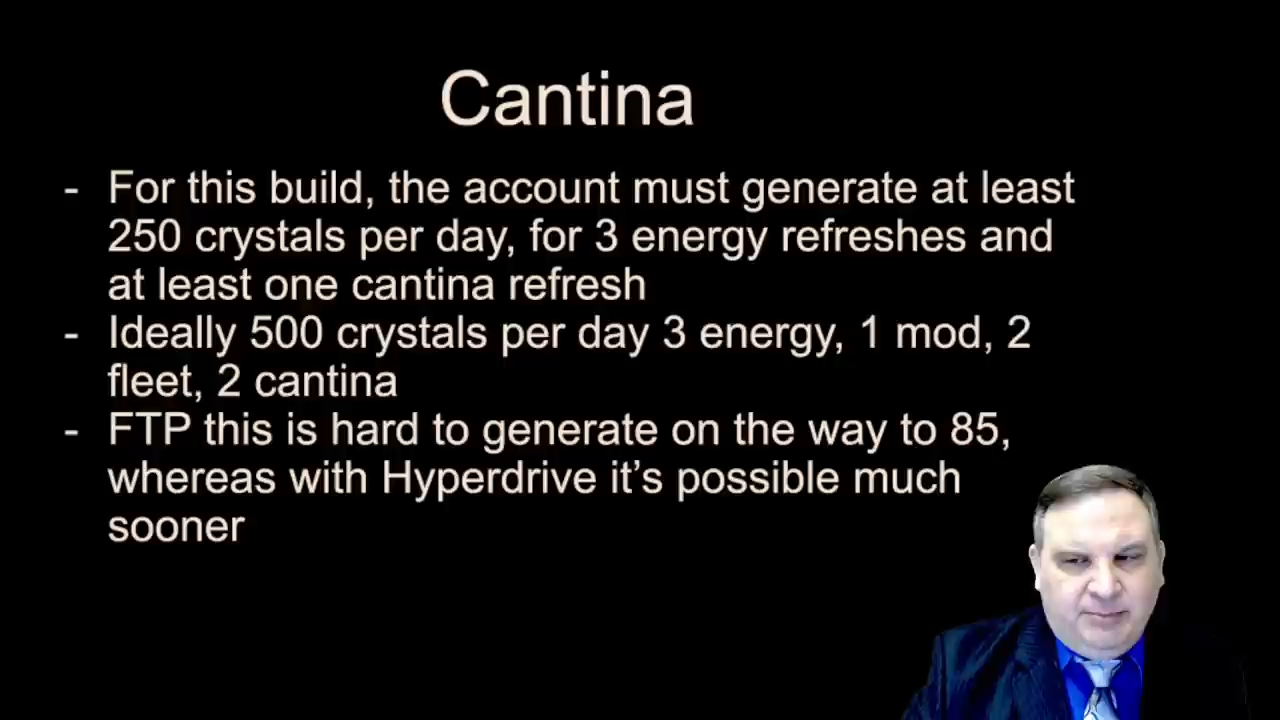 Cantina
- For this build, the account must generate at least
250 crystals per day, for 3 energy refreshes and
at least one cantina refresh
- Ideally 500 crystals per day 3 energy, 1 mod, 2
fleet, 2 cantina
- FTP this is hard to generate on the way to 85,
whereas with Hyperdrive it’s possible much
sooner